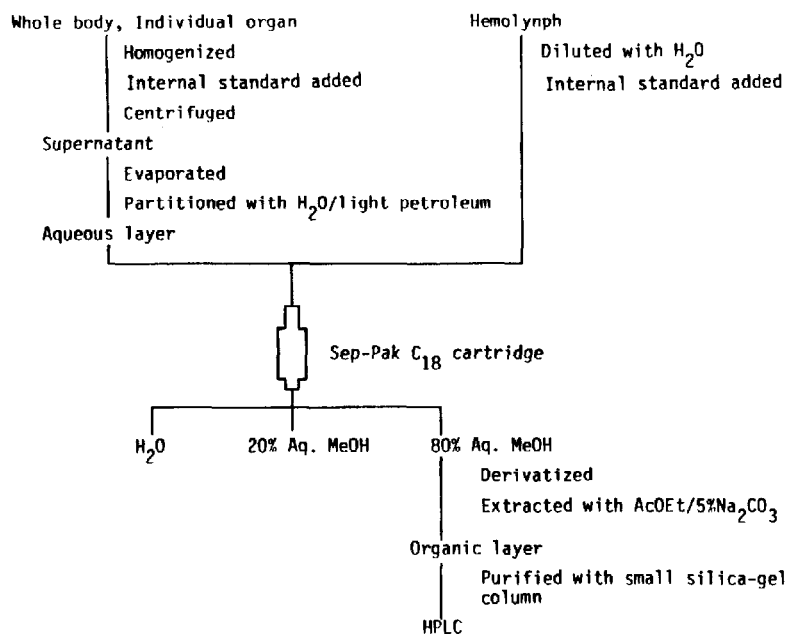 Whole body, Individual organ
Homogenized
Internal standard added
Centrifuged
Supernatant
Evaporated
Partitioned with H2O/light petroleum
Aqueous layer
Hemolynph
Diluted with H2O
Internal standard added
Sep-Pak C18 cartridge
H2O
20% Aq. MeOH
80% Aq. MeOH
Derivatized
Extracted with AcOEt/5%Na2CO3
Organic layer
Purified with small silica-gel
column
HPLC